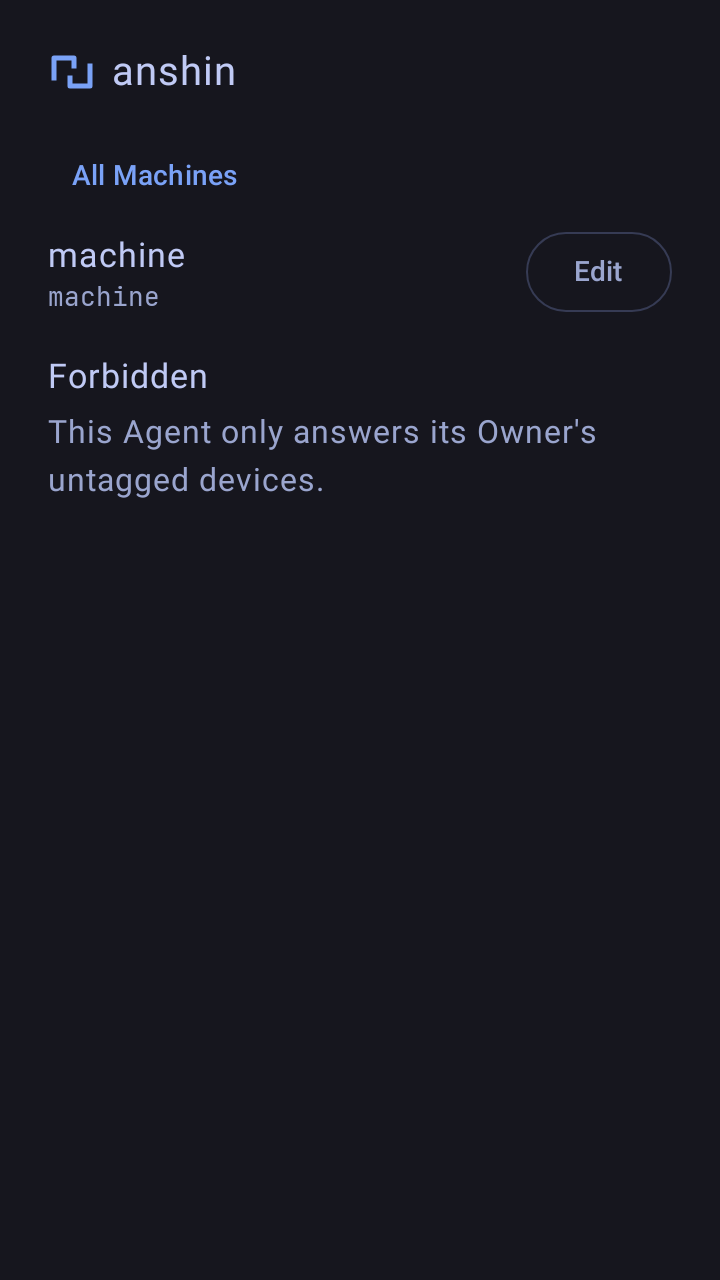 anshin
All Machines
machine
machine
Edit
Forbidden
This Agent only answers its Owner's
untagged devices.